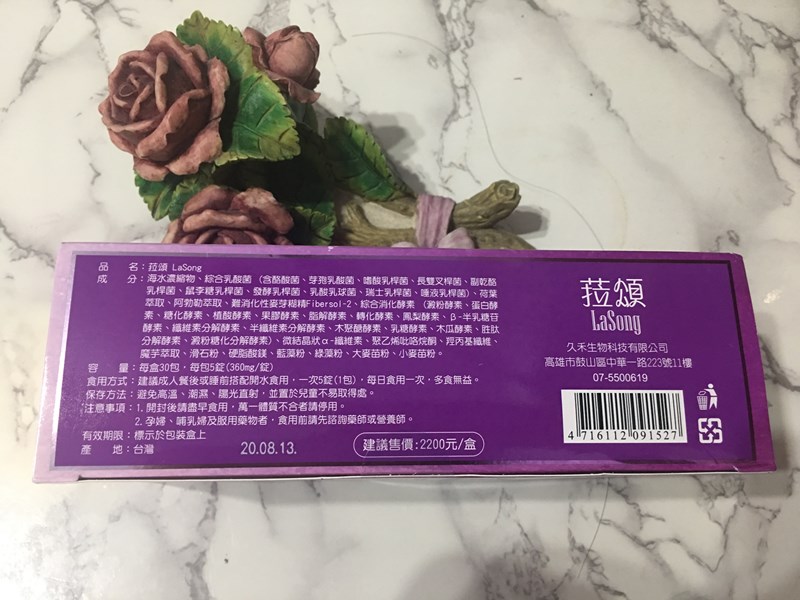 品　　名：菈頌 LaSong
成　　分：海水濃縮物、綜合乳酸菌（含酪酸菌、芽孢乳酸菌、嗜酸乳桿菌、長雙叉桿菌、副乾酪
乳桿菌、鼠李糖乳桿菌、發酵乳桿菌、乳酸乳球菌、瑞士乳桿菌、唾液乳桿菌）、荷葉
萃取、阿勃勒萃取、難消化性麥芽糊精Fibersol-2、綜合消化酵素（澱粉酵素、蛋白酵
素、糖化酵素、植酸酵素、果膠酵素、脂解酵素、轉化酵素、鳳梨酵素、β-半乳糖苷
酵素、纖維素分解酵素、半纖維素分解酵素、木聚醣酵素、乳糖酵素、木瓜酵素、胜肽
分解酵素、澱粉糖化分解酵素）、微結晶狀α-纖維素、聚乙烯吡咯烷酮、羥丙基纖維、
魔芋萃取、滑石粉、硬脂酸鎂、藍藻粉、綠藻粉、大麥苗粉、小麥苗粉。
容　　量：每盒30包，每包5錠(360mg/錠)
食用方式：建議成人餐後或睡前搭配開水食用，一次5錠(1包)，每日食用一次，多食無益。
保存方法：避免高溫、潮濕、陽光直射，並置於兒童不易取得處。
注意事項：1.開封後請盡早食用，萬一體質不合者請停用。
2.孕婦、哺乳婦及服用藥物者，食用前請先諮詢藥師或營養師。
有效期限：標示於包裝盒上
產　　地：台灣
20.08.13.
建議售價：2200元/盒
菈頌
LaSong
久禾生物科技有限公司
高雄市鼓山區中華一路223號11樓
07-5500619
4 716112 091527